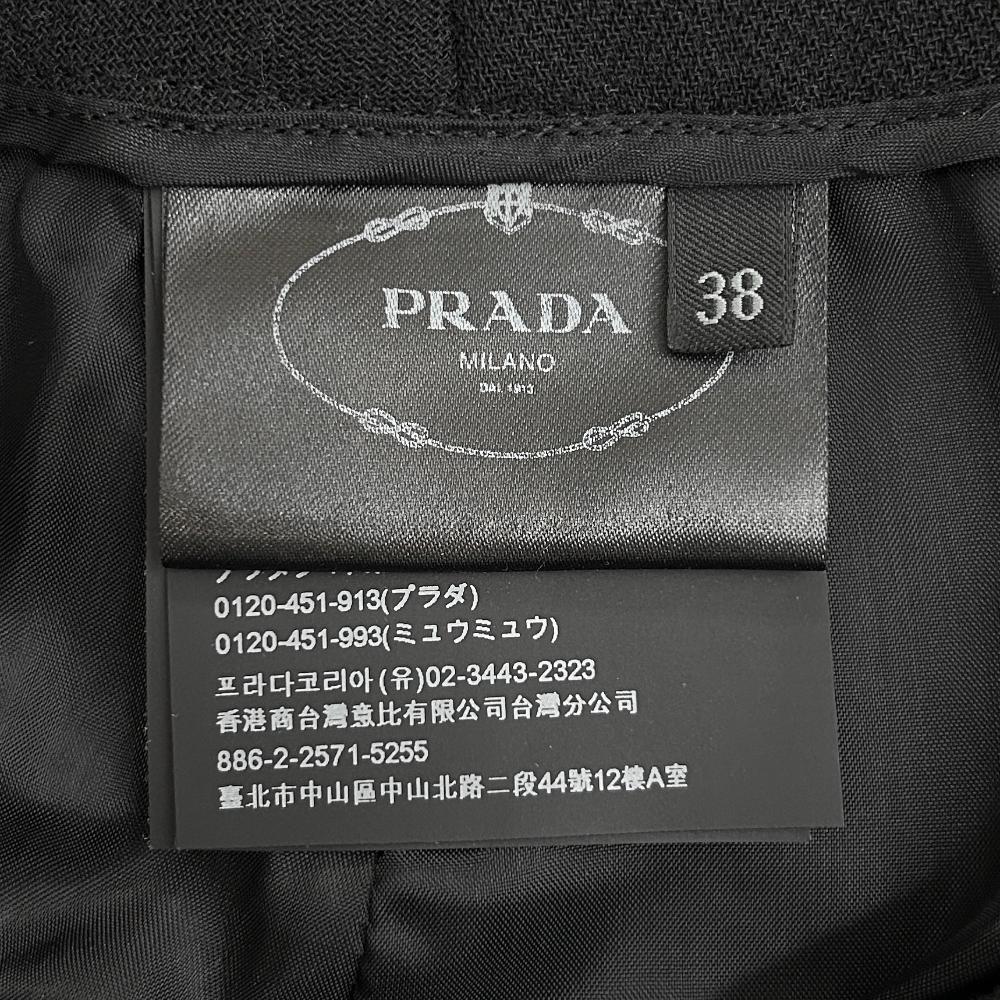 PRADA
MILANO
DAL 1913
38
0120-451-913(プラダ)
0120-451-993(ミュウミュウ)
프라다코리아(유)02-3443-2323
香港商台灣意比有限公司台灣分公司
886-2-2571-5255
臺北市中山區中山北路二段44號12樓A室